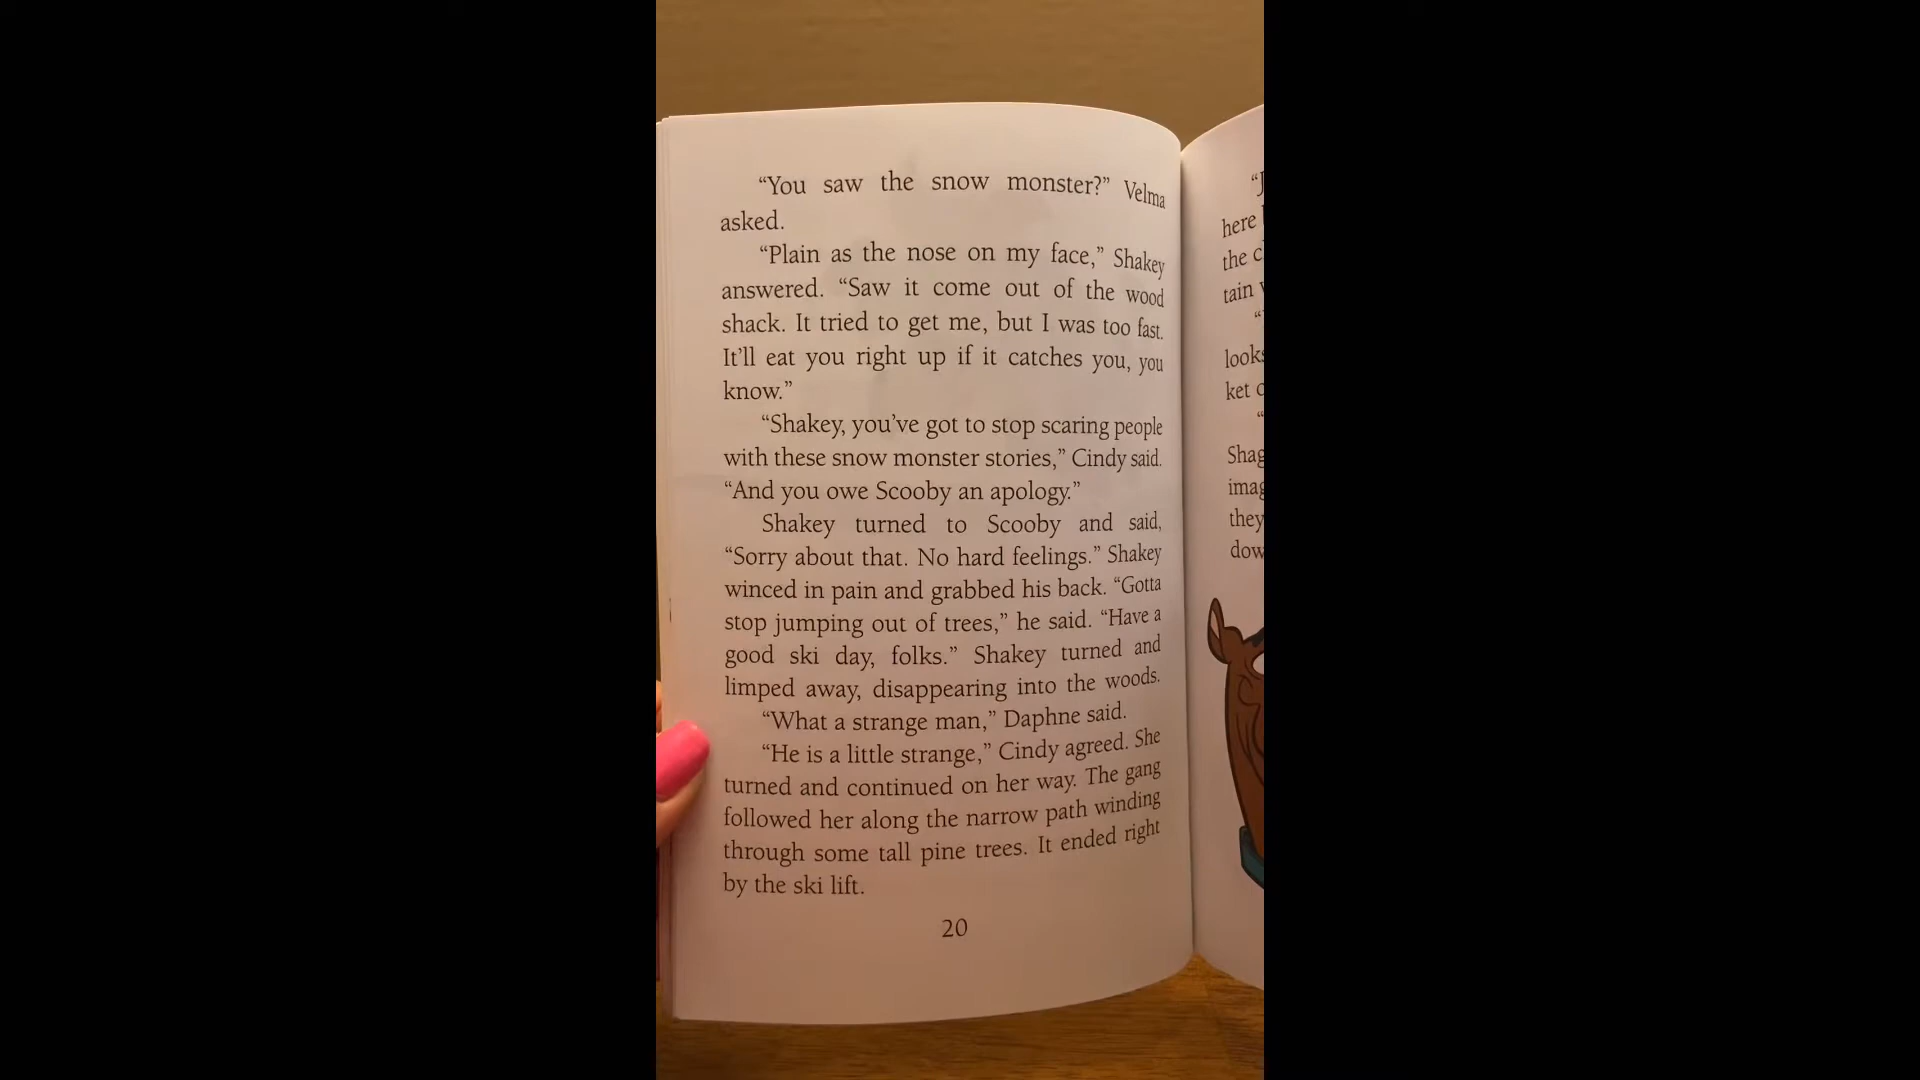 “You saw the snow monster?” Velma
asked.
“Plain as the nose on my face,” Shakey
answered. “Saw it come out of the wood
shack. It tried to get me, but I was too fast.
It’ll eat you right up if it catches you, you
know.”
“Shakey, you’ve got to stop scaring people
with these snow monster stories,” Cindy said.
“And you owe Scooby an apology.”
Shakey turned to Scooby and said,
“Sorry about that. No hard feelings.” Shakey
winced in pain and grabbed his back. “Gotta
stop jumping out of trees,” he said. “Have a
good ski day, folks.” Shakey turned and
limped away, disappearing into the woods.
“What a strange man,” Daphne said.
“He is a little strange,” Cindy agreed. She
turned and continued on her way. The gang
followed her along the narrow path winding
through some tall pine trees. It ended right
by the ski lift.
20
here
the
tain
looks
ket
they